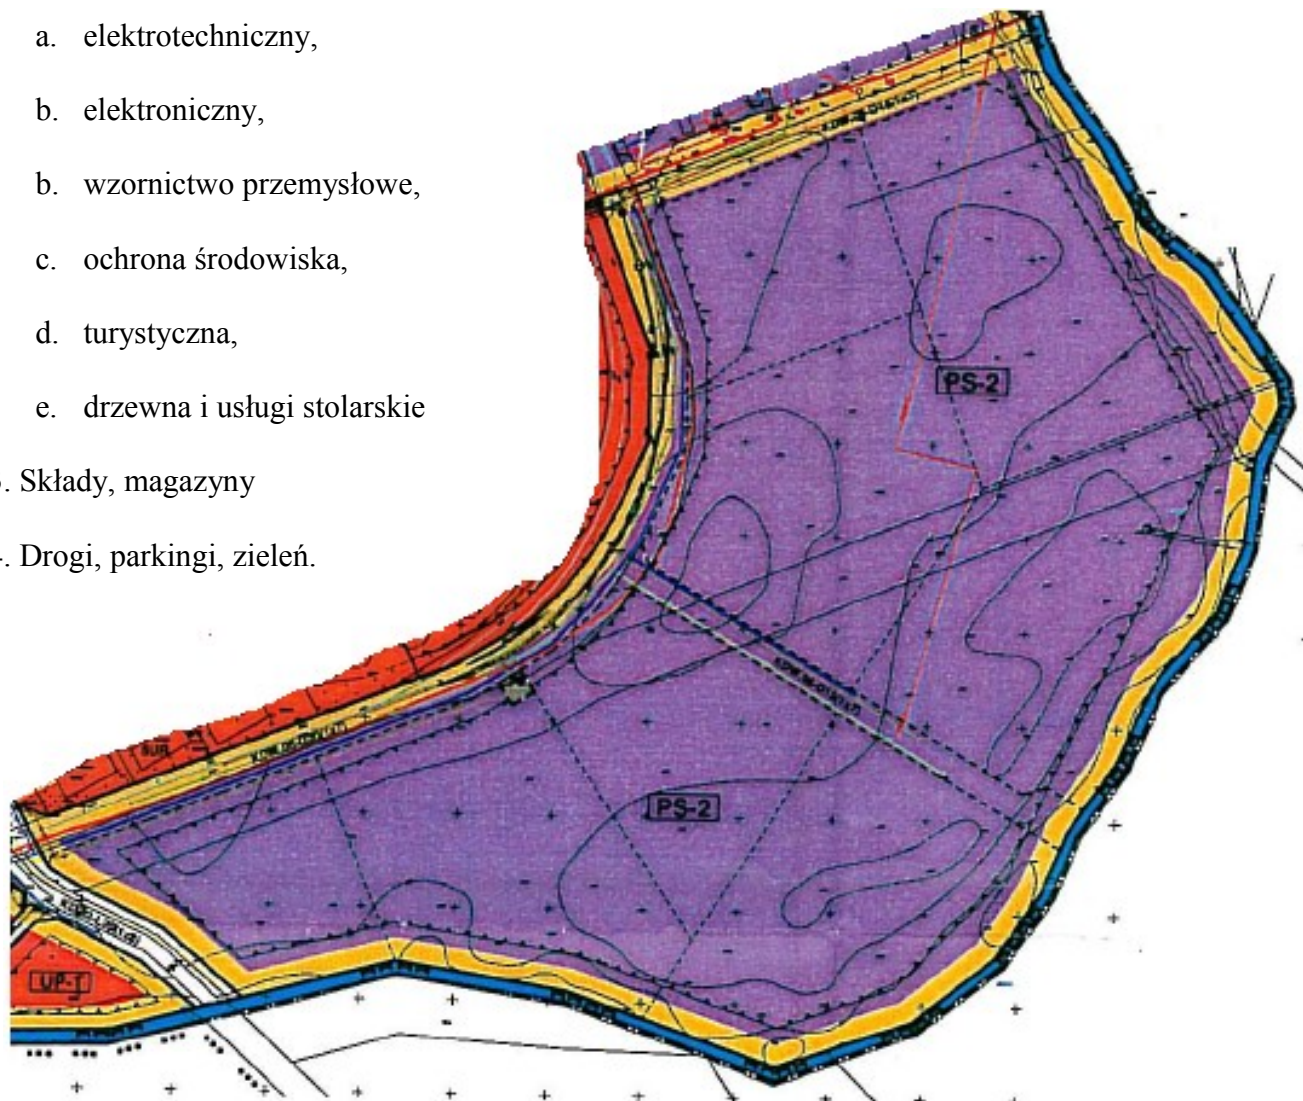 a. elektrotechniczny,
b. elektroniczny,
b. wzornictwo przemysłowe,
c. ochrona środowiska,
d. turystyczna,
e. drzewna i usługi stolarskie
. Składy, magazyny
. Drogi, parkingi, zieleń.
PS-2
PS-2
UP-1